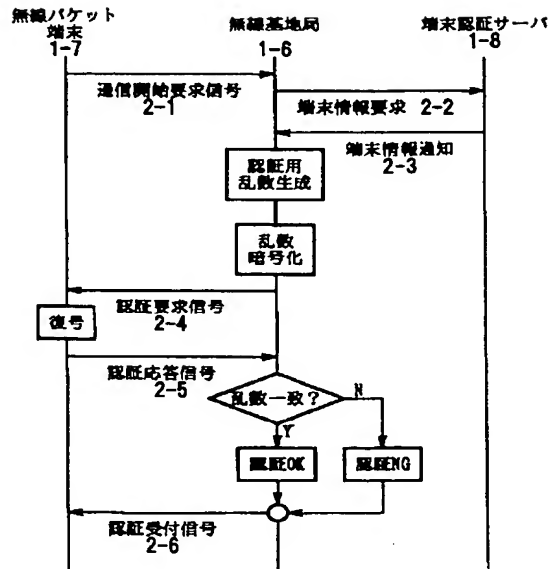 無線パケット
端末
1-7
無線基地局
1-6
端末認証サーバ
1-8
通信開始要求信号
2-1
端末情報要求 2-2
端末情報通知
2-3
認証用
乱数生成
乱数
暗号化
認証要求信号
2-4
復号
認証応答信号
2-5
乱数一致?
N
Y
認証OK
認証NG
認証受付信号
2-6